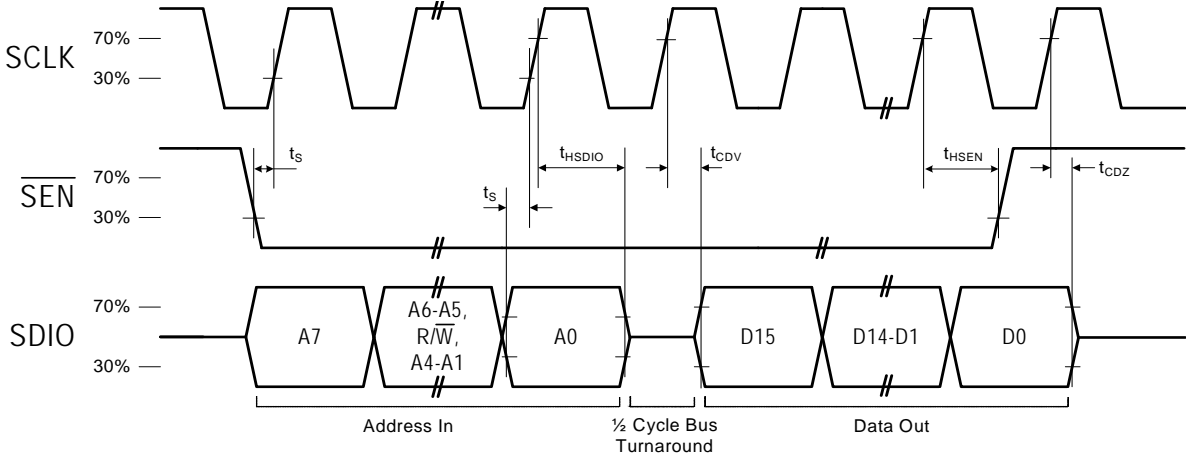 SCLK
70%
30%
SEN
70%
30%
tS
tS
tHSDIO
tCDV
tHSEN
tCDZ
SDIO
70%
30%
A7
A6-A5,
R/W,
A4-A1
A0
D15
D14-D1
D0
Address In
½ Cycle Bus
Turnaround
Data Out